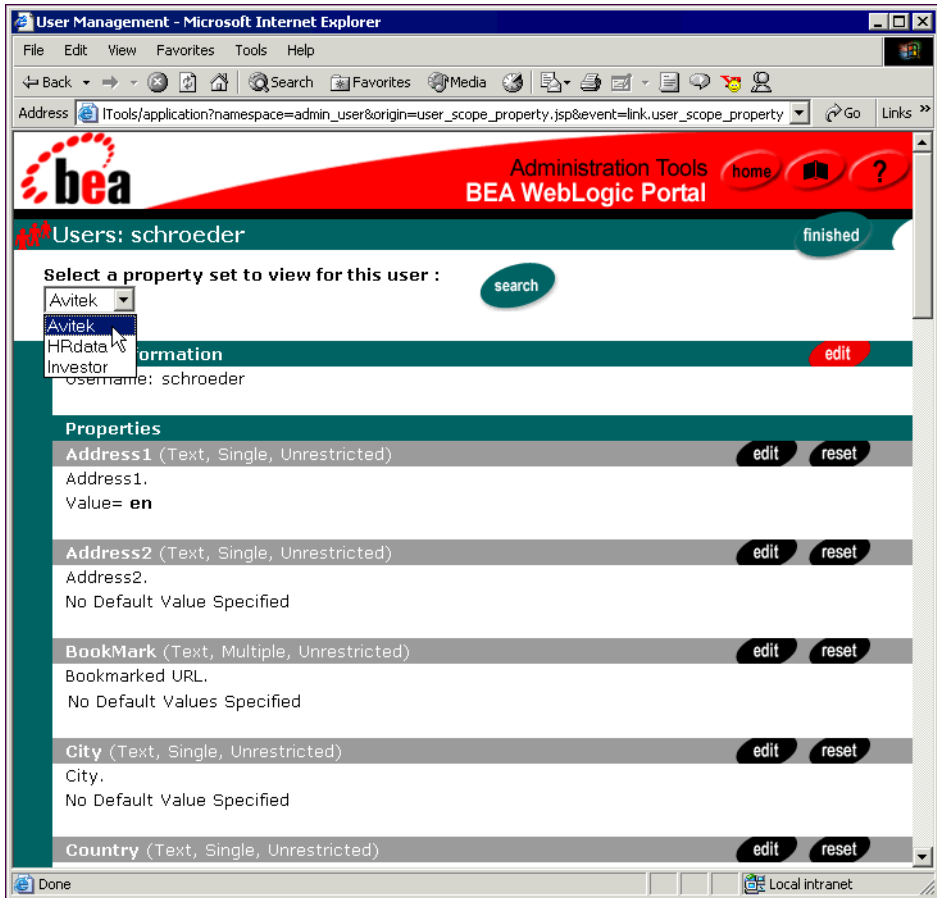 User Management - Microsoft Internet Explorer
File Edit View Favorites Tools Help
Back Search Favorites Media
Address lTools/application?namespace=admin_user&origin=user_scope_property.jsp&event=link.user_scope_property Go Links »
bea
Administration Tools
BEA WebLogic Portal
home ?
Users: schroeder
finished
Select a property set to view for this user :
search
Avitek
Avitek
HRdata
Investor
ormation
edit
Username: schroeder
Properties
Address1 (Text, Single, Unrestricted) edit reset
Address1.
Value= en
Address2 (Text, Single, Unrestricted) edit reset
Address2.
No Default Value Specified
BookMark (Text, Multiple, Unrestricted) edit reset
Bookmarked URL.
No Default Values Specified
City (Text, Single, Unrestricted) edit reset
City.
No Default Value Specified
Country (Text, Single, Unrestricted) edit reset
Done Local intranet